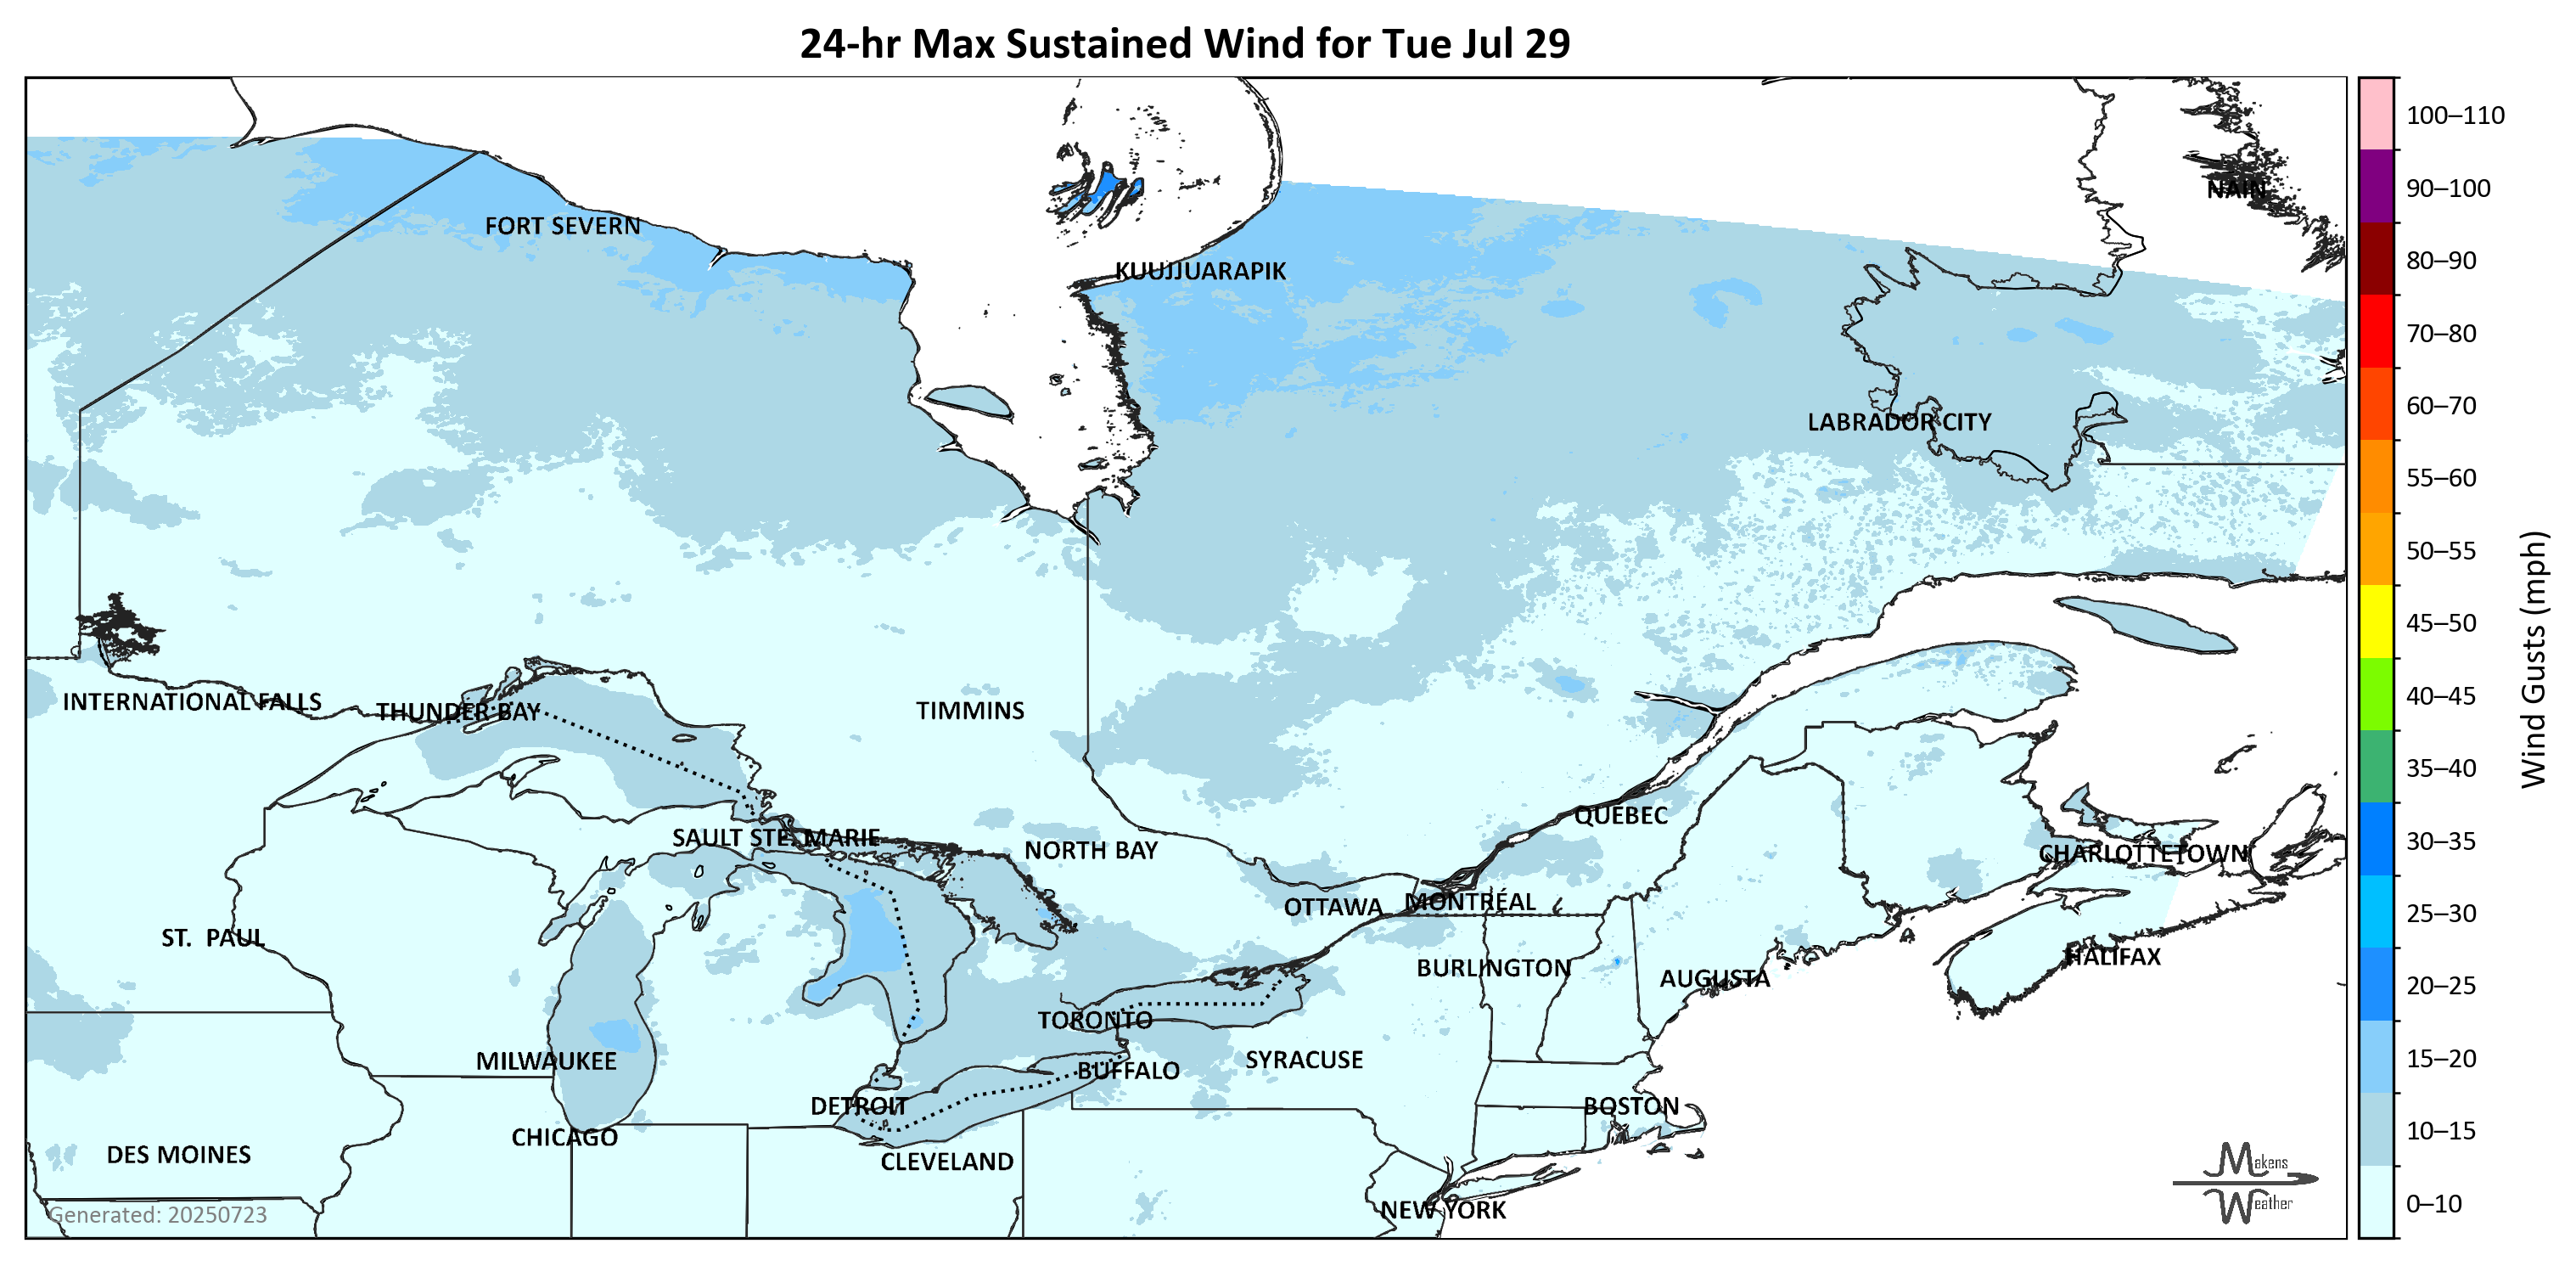 24-hr Max Sustained Wind for Tue Jul 29
100–110
90–100
80–90
70–80
60–70
55–60
50–55
45–50
40–45
35–40
30–35
25–30
20–25
15–20
10–15
0–10
Wind Gusts (mph)
NAIN
FORT SEVERN
KUUJJUARAPIK
LABRADOR CITY
INTERNATIONAL FALLS
THUNDER BAY
TIMMINS
QUÉBEC
SAULT STE. MARIE
NORTH BAY
CHARLOTTETOWN
OTTAWA
MONTRÉAL
ST. PAUL
BURLINGTON
AUGUSTA
HALIFAX
TORONTO
MILWAUKEE
BUFFALO
SYRACUSE
DETROIT
BOSTON
CHICAGO
DES MOINES
CLEVELAND
NEW YORK
Generated: 20250723
Makens
Weather